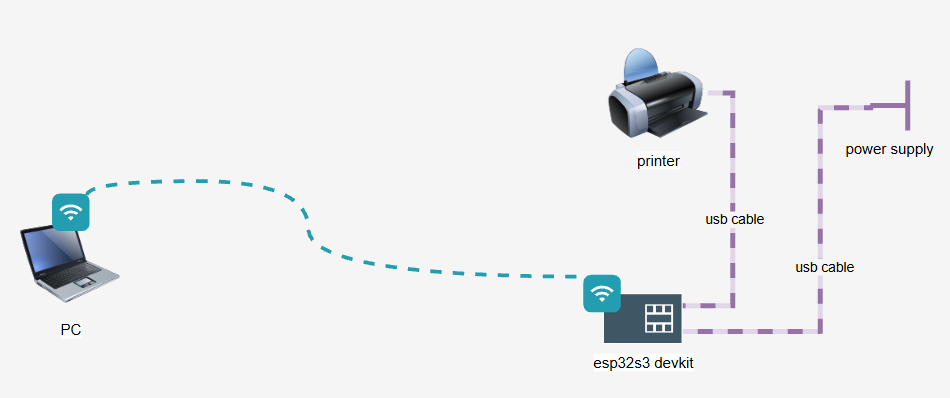 printer
power supply
usb cable
usb cable
PC
esp32s3 devkit